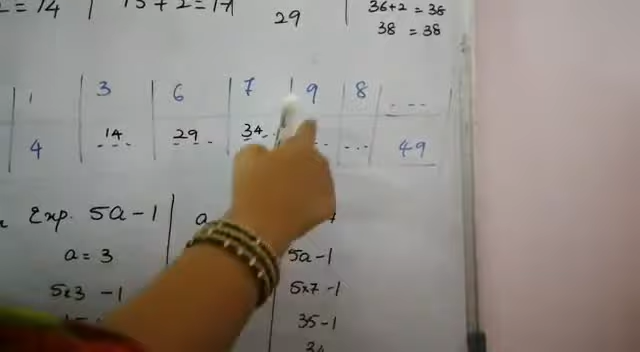 = 14 | 15 + 2 = 17
29
36 + 2 = 38
38 = 38
1 | 3 | 6 | 7 | 9 | 8 | ---
4 | 14 | 29 | 34 | ... | ... | 49
Exp. 5a - 1 | a
a = 3 | 5a - 1
5x3 - 1 | 5x7 - 1
35 - 1
34